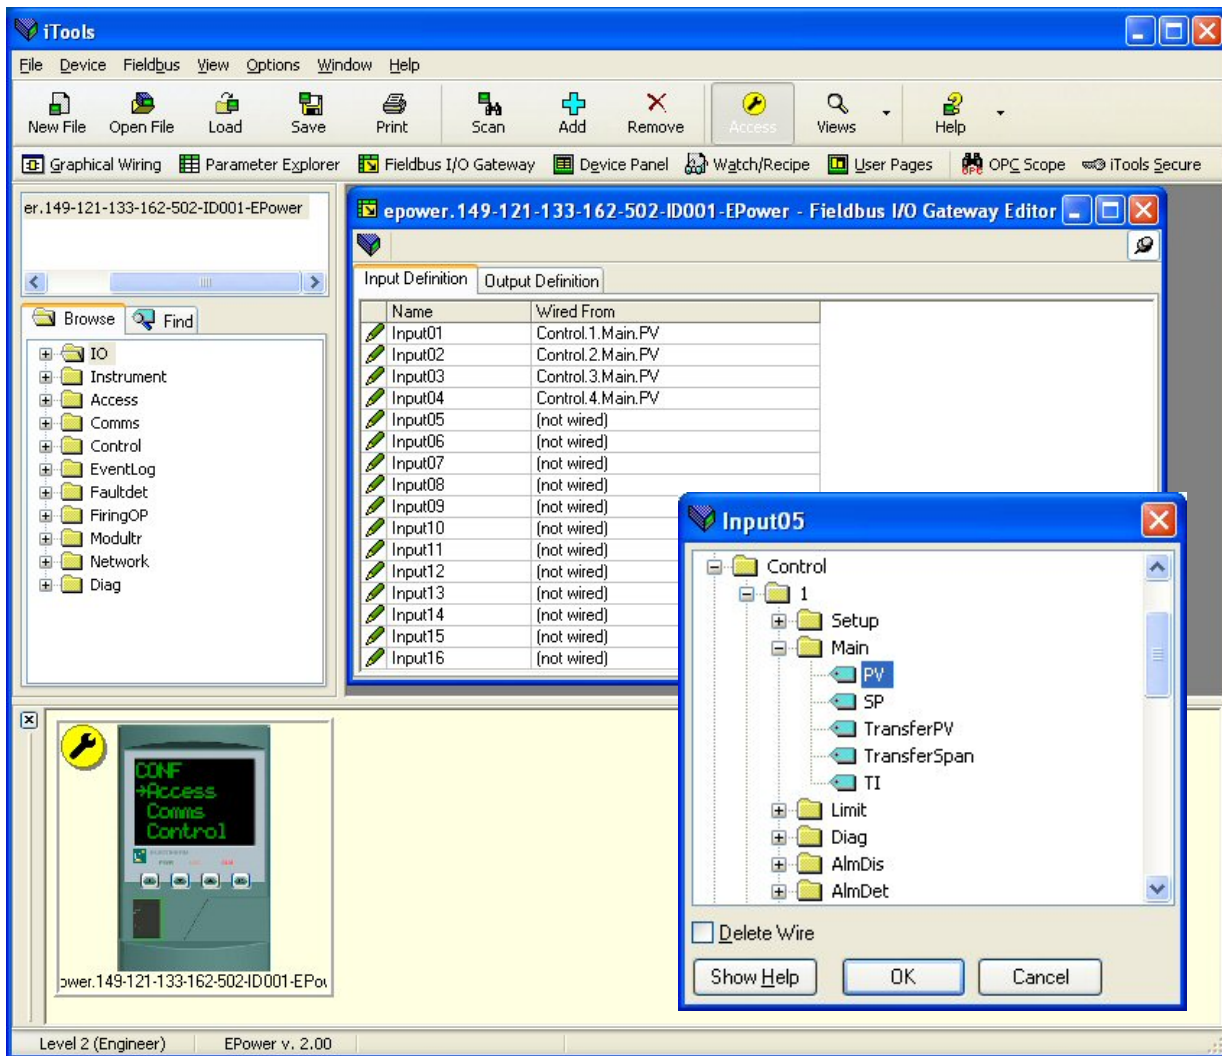 iTools
File Device Fieldbus View Options Window Help
New File Open File Load Save Print Scan Add Remove Access Views Help
Graphical Wiring Parameter Explorer Fieldbus I/O Gateway Device Panel Watch/Recipe User Pages OPC Scope iTools Secure
er.149-121-133-162-502-ID001-EPower
epower.149-121-133-162-502-ID001-EPower - Fieldbus I/O Gateway Editor
Input Definition Output Definition
Name Wired From
Input01 Control.1.Main.PV
Input02 Control.2.Main.PV
Input03 Control.3.Main.PV
Input04 Control.4.Main.PV
Input05 (not wired)
Input06 (not wired)
Input07 (not wired)
Input08 (not wired)
Input09 (not wired)
Input10 (not wired)
Input11 (not wired)
Input12 (not wired)
Input13 (not wired)
Input14 (not wired)
Input15 (not wired)
Input16 (not wired)
Browse Find
IO
Instrument
Access
Comms
Control
EventLog
Faultdet
FiringOP
Modultr
Network
Diag
Input05
Control
1
Setup
Main
PV
SP
TransferPV
TransferSpan
TI
Limit
Diag
AlmDis
AlmDet
Delete Wire
Show Help OK Cancel
CONF
→Access
Comms
Control
ower.149-121-133-162-502-ID001-EPow
Level 2 (Engineer) EPower v. 2.00